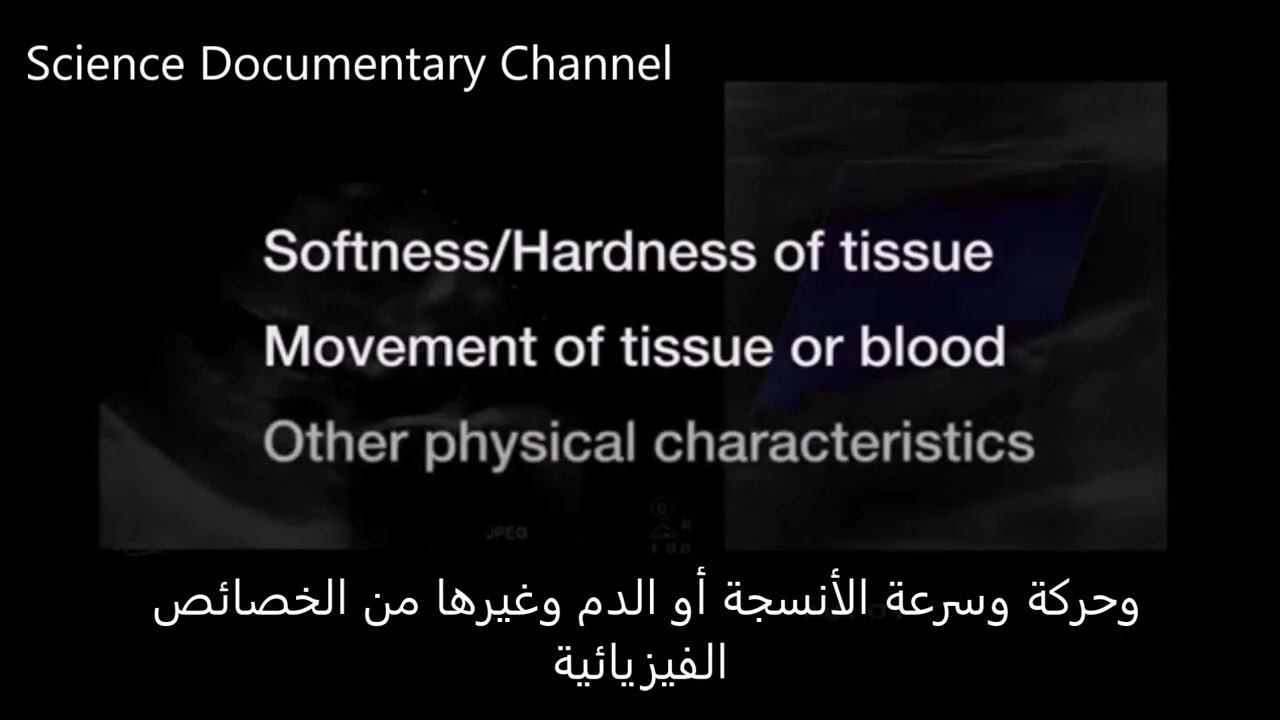 Science Documentary Channel
Softness/Hardness of tissue
Movement of tissue or blood
Other physical characteristics
JPEG
G
R
وحركة وسرعة الأنسجة أو الدم وغيرها من الخصائص
الفيزيائية